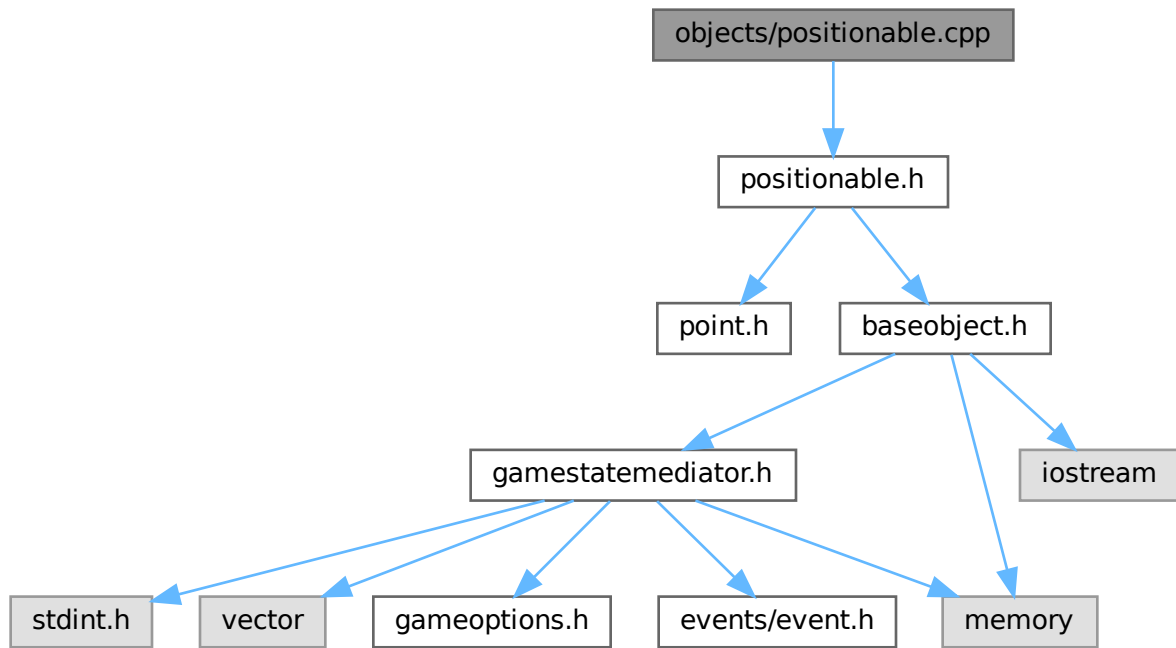 objects/positionable.cpp
positionable.h
point.h
baseobject.h
gamestatemediator.h
iostream
stdint.h
vector
gameoptions.h
events/event.h
memory